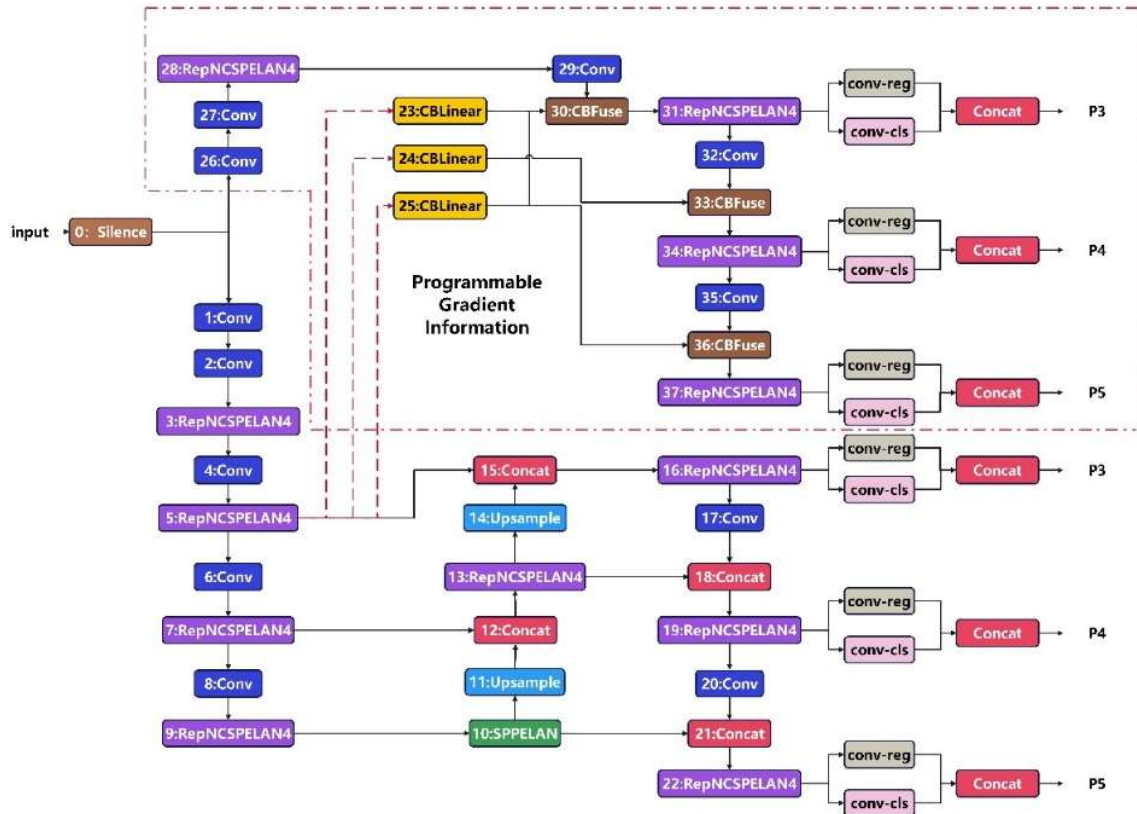 28:RepNCSPELAN4
29:Conv
27:Conv
23:CBLinear
30:CBFuse
31:RepNCSPELAN4
conv-reg
conv-cls
Concat
P3
26:Conv
24:CBLinear
32:Conv
25:CBLinear
33:CBFuse
input
0: Silence
34:RepNCSPELAN4
conv-reg
conv-cls
Concat
P4
Programmable
Gradient
Information
35:Conv
1:Conv
36:CBFuse
2:Conv
37:RepNCSPELAN4
conv-reg
conv-cls
Concat
P5
3:RepNCSPELAN4
4:Conv
15:Concat
16:RepNCSPELAN4
conv-reg
conv-cls
Concat
P3
5:RepNCSPELAN4
14:Upsample
17:Conv
6:Conv
13:RepNCSPELAN4
18:Concat
7:RepNCSPELAN4
12:Concat
19:RepNCSPELAN4
conv-reg
conv-cls
Concat
P4
8:Conv
11:Upsample
20:Conv
9:RepNCSPELAN4
10:SPPELAN
21:Concat
22:RepNCSPELAN4
conv-reg
conv-cls
Concat
P5